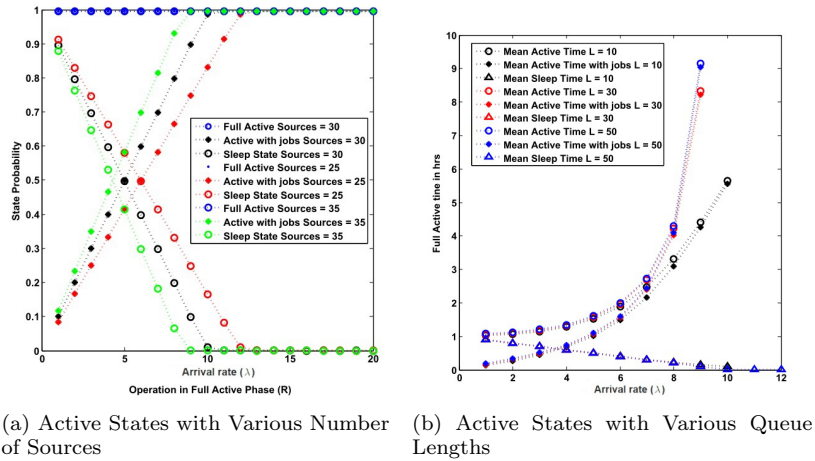 1
0.9
0.8
0.7
0.6
0.5
0.4
0.3
0.2
0.1
0
State Probability
Full Active Sources = 30
Active with jobs Sources = 30
Sleep State Sources = 30
Full Active Sources = 25
Active with jobs Sources = 25
Sleep State Sources = 25
Full Active Sources = 35
Active with jobs Sources = 35
Sleep State Sources = 35
0 5 10 15 20
Arrival rate (λ)
Operation in Full Active Phase (R)
(a) Active States with Various Number
of Sources
10
9
8
7
6
5
4
3
2
1
0
Full Active time in hrs
Mean Active Time L = 10
Mean Active Time with jobs L = 10
Mean Sleep Time L = 10
Mean Active Time L = 30
Mean Active Time with jobs L = 30
Mean Sleep Time L = 30
Mean Active Time L = 50
Mean Active Time with jobs L = 50
Mean Sleep Time L = 50
0 2 4 6 8 10 12
Arrival rate (λ)
(b) Active States with Various Queue
Lengths